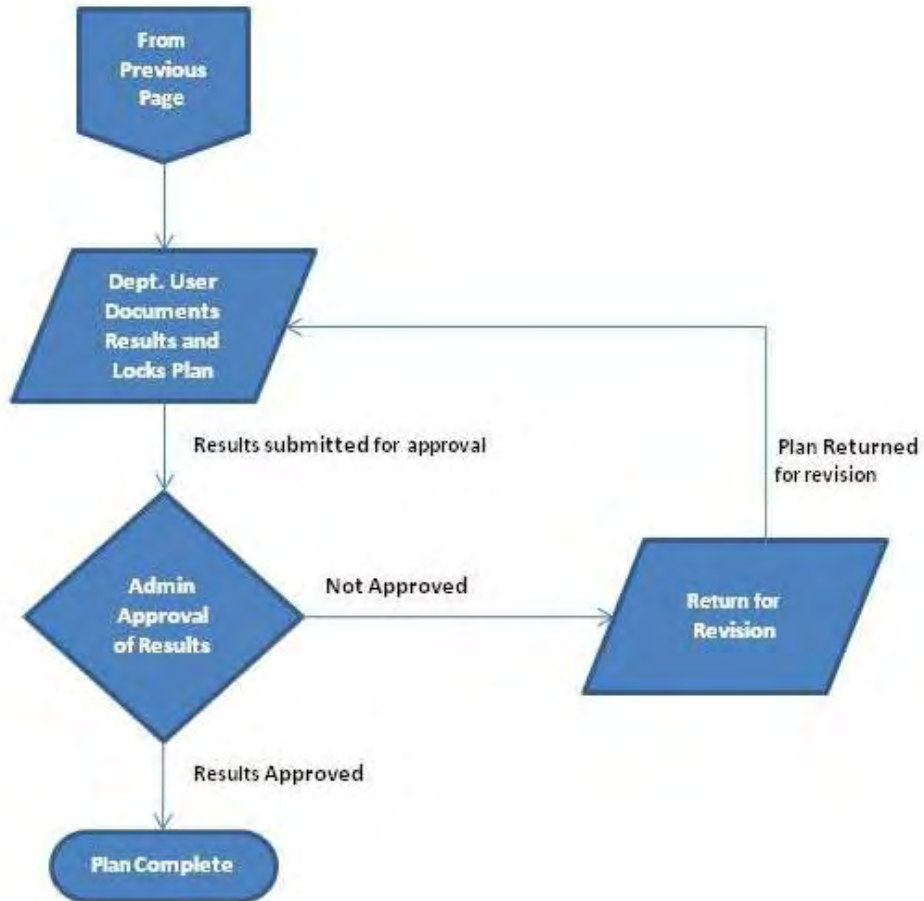 From
Previous
Page
Dept. User
Documents
Results and
Locks Plan
Results submitted for approval
Plan Returned
for revision
Admin
Approval
of Results
Not Approved
Return for
Revision
Results Approved
Plan Complete